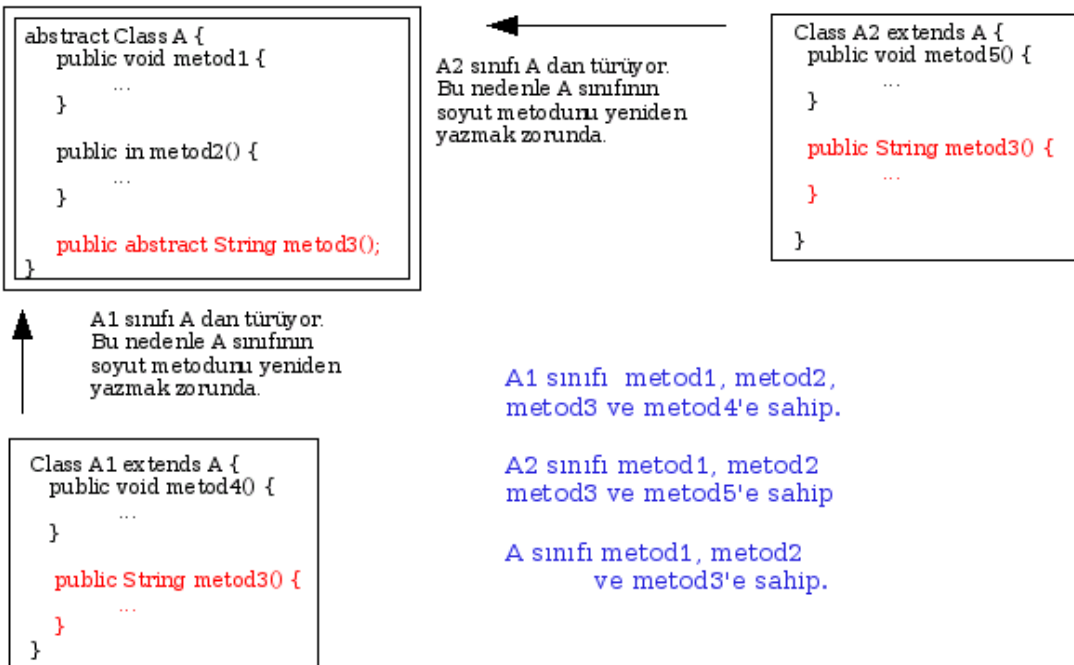 abstract Class A {
public void metod1 {
...
}
public in metod2() {
...
}
public abstract String metod3();
}
A2 sınıfı A dan türüyor.
Bu nedenle A sınıfının
soyut metodunu yeniden
yazmak zorunda.
Class A2 extends A {
public void metod5() {
...
}
public String metod3() {
...
}
}
A1 sınıfı A dan türüyor.
Bu nedenle A sınıfının
soyut metodunu yeniden
yazmak zorunda.
Class A1 extends A {
public void metod4() {
...
}
public String metod3() {
...
}
}
A1 sınıfı metod1, metod2,
metod3 ve metod4'e sahip.
A2 sınıfı metod1, metod2
metod3 ve metod5'e sahip
A sınıfı metod1, metod2
ve metod3'e sahip.